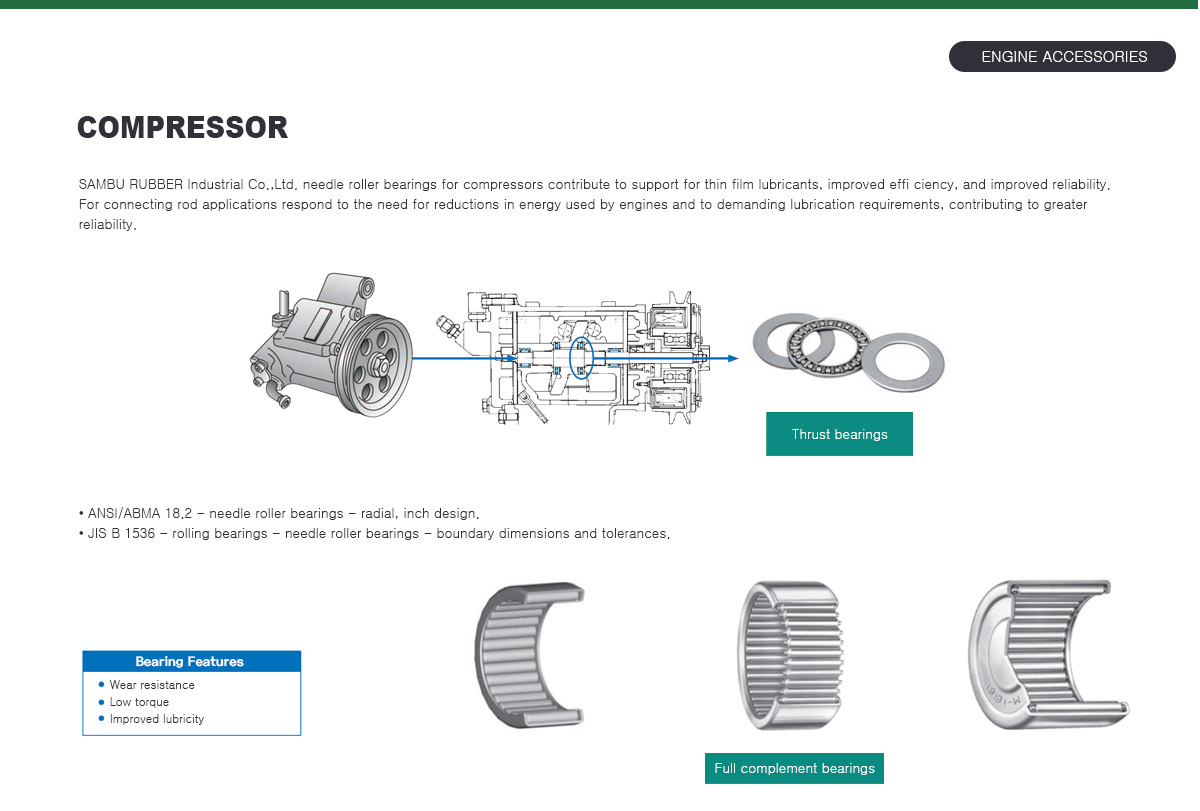 ENGINE ACCESSORIES
COMPRESSOR
SAMBU RUBBER Industrial Co.,Ltd. needle roller bearings for compressors contribute to support for thin film lubricants, improved effi ciency, and improved reliability.
For connecting rod applications respond to the need for reductions in energy used by engines and to demanding lubrication requirements, contributing to greater
reliability.
Thrust bearings
• ANSI/ABMA 18.2 - needle roller bearings - radial, inch design.
• JIS B 1536 - rolling bearings - needle roller bearings - boundary dimensions and tolerances.
Bearing Features
● Wear resistance
● Low torque
● Improved lubricity
M-16161
Full complement bearings